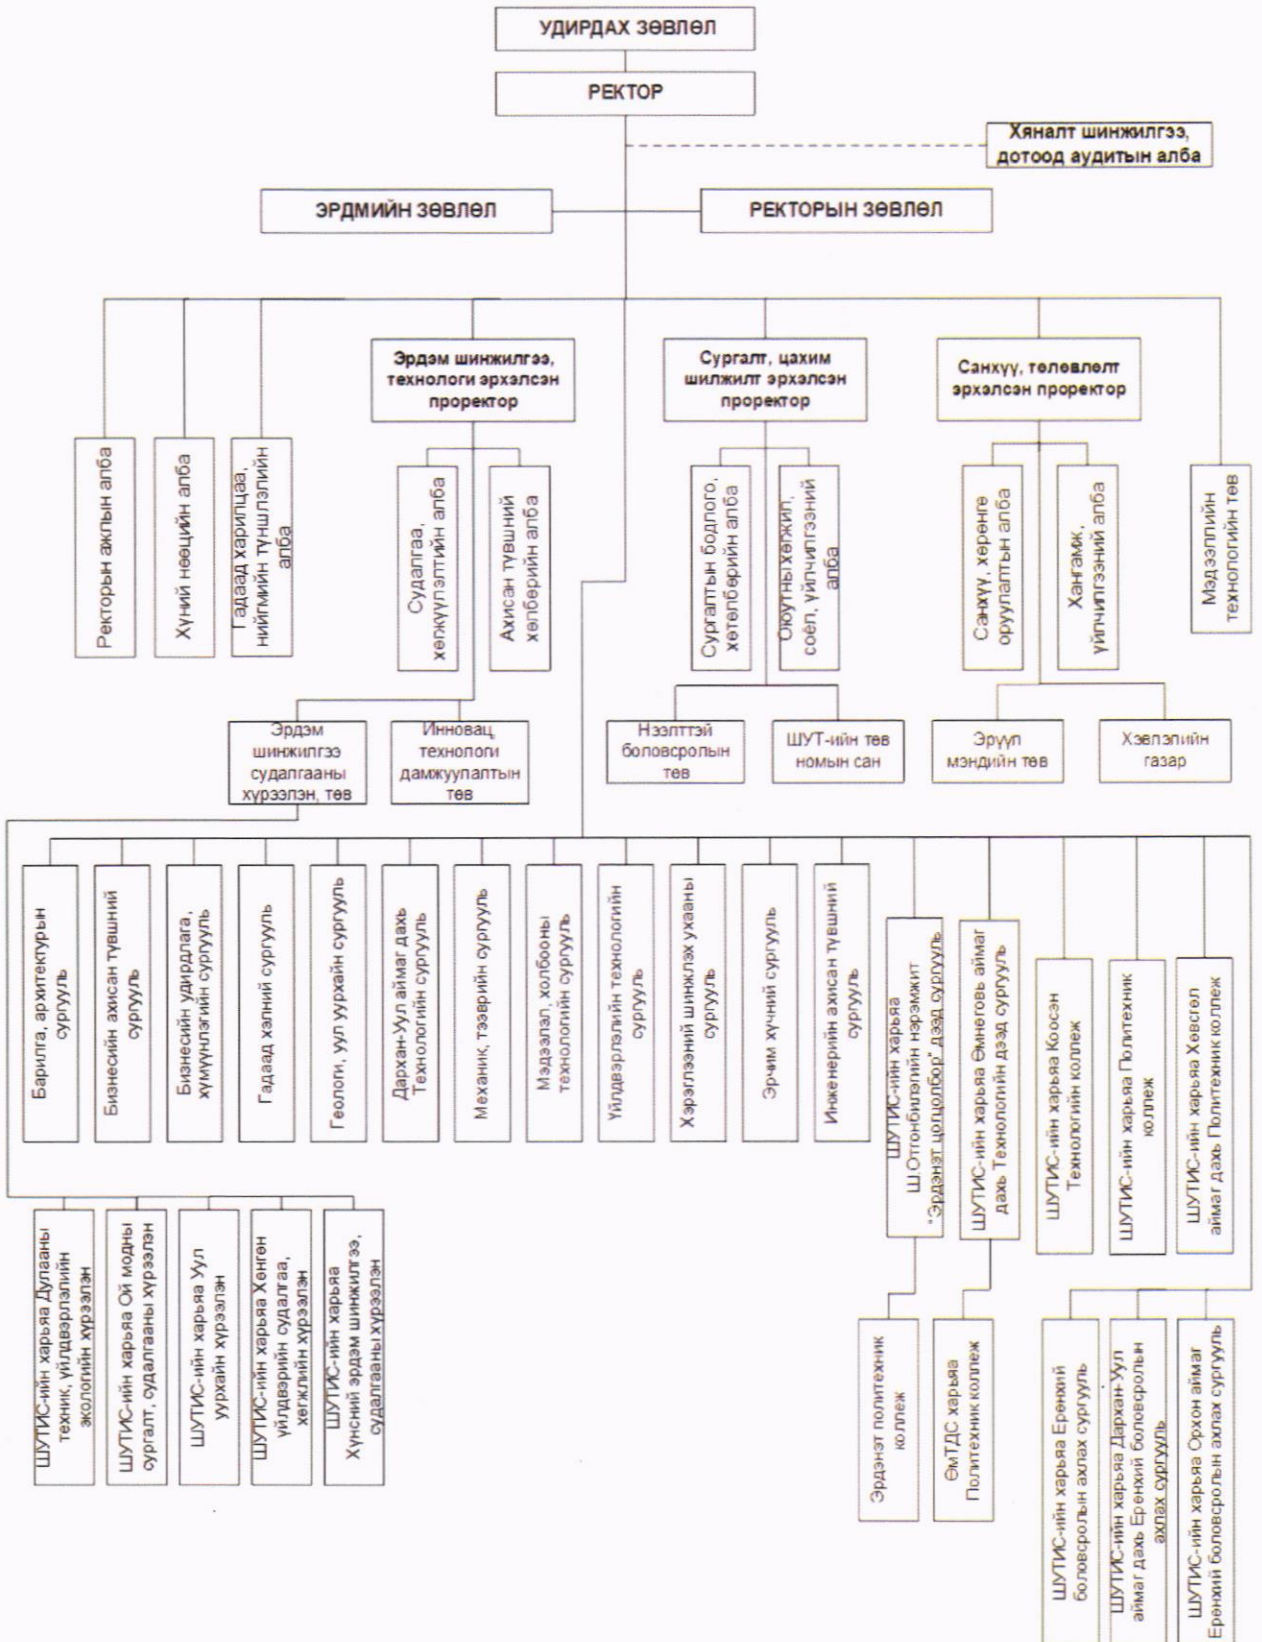 УДИРДАХ ЗӨВЛӨЛ
РЕКТОР
Хяналт шинжилгээ,
дотоод аудитын алба
ЭРДМИЙН ЗӨВЛӨЛ
РЕКТОРЫН ЗӨВЛӨЛ
Эрдэм шинжилгээ,
технологи эрхэлсэн
проректор
Сургалт, цахим
шилжилт эрхэлсэн
проректор
Санхүү, төлөвлөлт
эрхэлсэн проректор
Ректорын ажлын алба
Хүний нөөцийн алба
Гадаад харилцаа,
нийгмийн түншлэлийн
алба
Судалгаа,
хөгжүүлэлтийн алба
Ахисан түвшний
хөлбөрийн алба
Сургалтын бодлого,
хөтөлбөрийн алба
Оюутны хөгжил,
соёл, үйлчилгээний
алба
Санхүү, хөрөнгө
оруулалтын алба
Хангамж,
үйлчилгээний алба
Мэдээллийн
технологийн төв
Эрдэм
шинжилгээ
судалгааны
хүрээлэн, төв
Инновац,
технологи
дамжуулалтын
төв
Нээлттэй
боловсролын
төв
ШУТ-ийн төв
номын сан
Эрүүл
мэндийн төв
Хэвлэлийн
газар
Барилга, архитектурын
сургууль
Бизнесийн ахисан түвшний
сургууль
Бизнесийн удирдлага,
хүмүүнлэгийн сургууль
Гадаад хэлний сургууль
Геологи, уул уурхайн сургууль
Дархан-Уул аймаг дахь
Технологийн сургууль
Механик, тээврийн сургууль
Мэдээлэл, холбооны
технологийн сургууль
Үйлдвэрлэлийн технологийн
сургууль
Хэрэглээний шинжлэх ухааны
сургууль
Эрчим хүчний сургууль
Инженерийн ахисан түвшний
сургууль
ШУТИС-ийн харьяа
Ш.Отгонбилэгийн нэрэмжит
"Эрдэнэт цогцолбор" дээд сургууль
ШУТИС-ийн харьяа Өмнөговь аймаг
дахь Технологийн дээд сургууль
ШУТИС-ийн харьяа Коосэн
Технологийн коллеж
ШУТИС-ийн харьяа Политехник
коллеж
ШУТИС-ийн харьяа Хөвсгөл
аймаг дахь Политехник коллеж
ШУТИС-ийн харьяа Дулааны
техник, үйлдвэрлэлийн
экологийн хүрээлэн
ШУТИС-ийн харьяа Ой модны
сургалт, судалгааны хүрээлэн
ШУТИС-ийн харьяа Уул
уурхайн хүрээлэн
ШУТИС-ийн харьяа Хөнгөн
үйлдвэрийн судалгаа,
хөгжлийн хүрээлэн
ШУТИС-ийн харьяа
Хүнсний эрдэм шинжилгээ,
судалгааны хүрээлэн
Эрдэнэт политехник
коллеж
ӨмТДС харьяа
Политехник коллеж
ШУТИС-ийн харьяа Ерөнхий
боловсролын ахлах сургууль
ШУТИС-ийн харьяа Дархан-Уул
аймаг дахь Ерөнхий боловсролын
ахлах сургууль
ШУТИС-ийн харьяа Орхон аймаг
Ерөнхий боловсролын ахлах сургууль